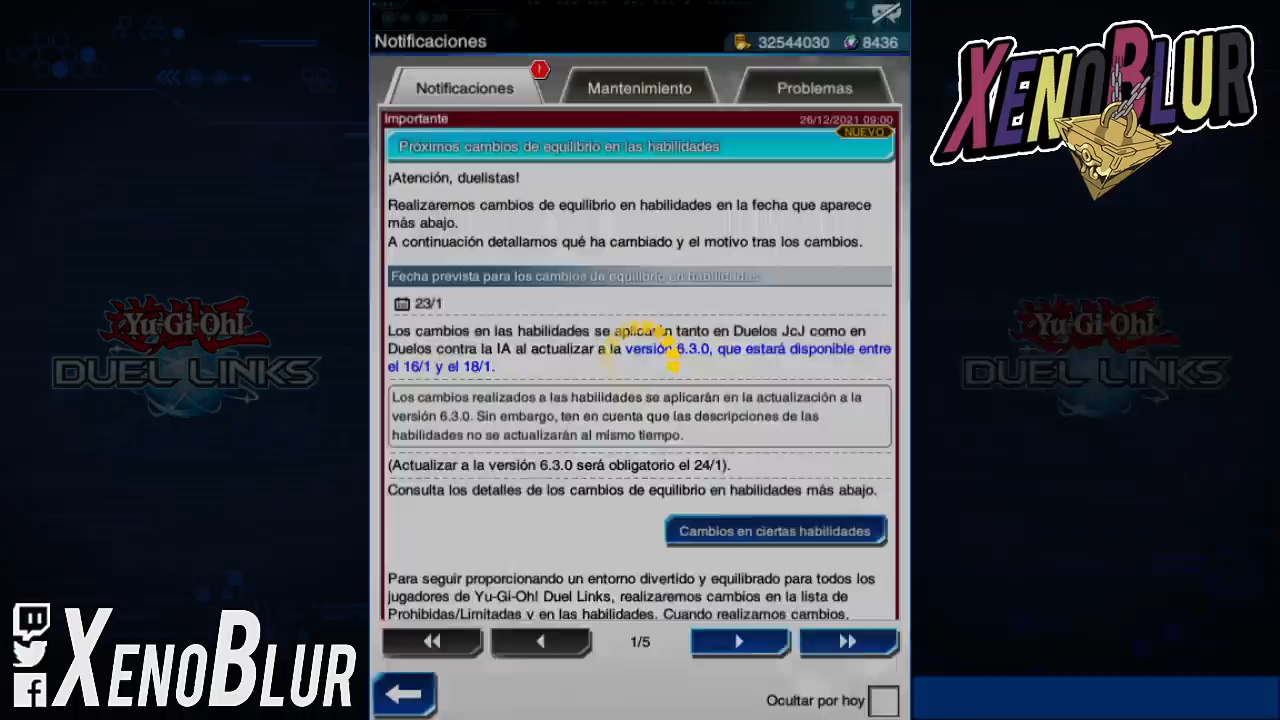 Notificaciones
32544030
8436
Notificaciones
Mantenimiento
Problemas
Importante
26/12/2021 09:00
NUEVO
Próximos cambios de equilibrio en las habilidades
¡Atención, duelistas!
Realizaremos cambios de equilibrio en habilidades en la fecha que aparece
más abajo.
A continuación detallamos qué ha cambiado y el motivo tras los cambios.
Fecha prevista para los cambios de equilibrio en habilidades
23/1
Los cambios en las habilidades se aplicarán tanto en Duelos JcJ como en
Duelos contra la IA al actualizar a la versión 6.3.0, que estará disponible entre
el 16/1 y el 18/1.
Los cambios realizados a las habilidades se aplicarán en la actualización a la
versión 6.3.0. Sin embargo, ten en cuenta que las descripciones de las
habilidades no se actualizarán al mismo tiempo.
(Actualizar a la versión 6.3.0 será obligatorio el 24/1).
Consulta los detalles de los cambios de equilibrio en habilidades más abajo.
Cambios en ciertas habilidades
Para seguir proporcionando un entorno divertido y equilibrado para todos los
jugadores de Yu-Gi-Oh! Duel Links, realizaremos cambios en la lista de
Prohibidas/Limitadas y en las habilidades. Cuando realizamos cambios,
1/5
Ocultar por hoy
XENOBLUR
Yu-Gi-Oh!
DUEL LINKS
Yu-Gi-Oh!
DUEL LINKS
XENOBLUR